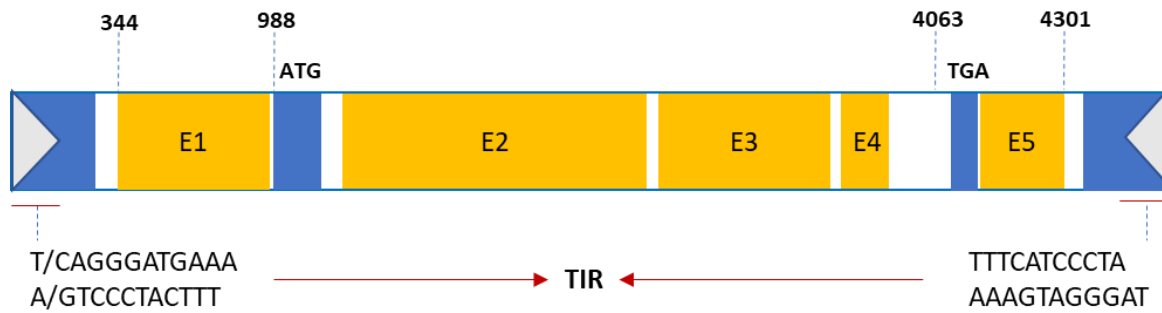 344 988 4063 4301
ATG TGA
E1 E2 E3 E4 E5
T/CAGGGATGAAA TTTCATCCCTA
A/GTCCCTACTTT TIR AAAGTAGGGAT